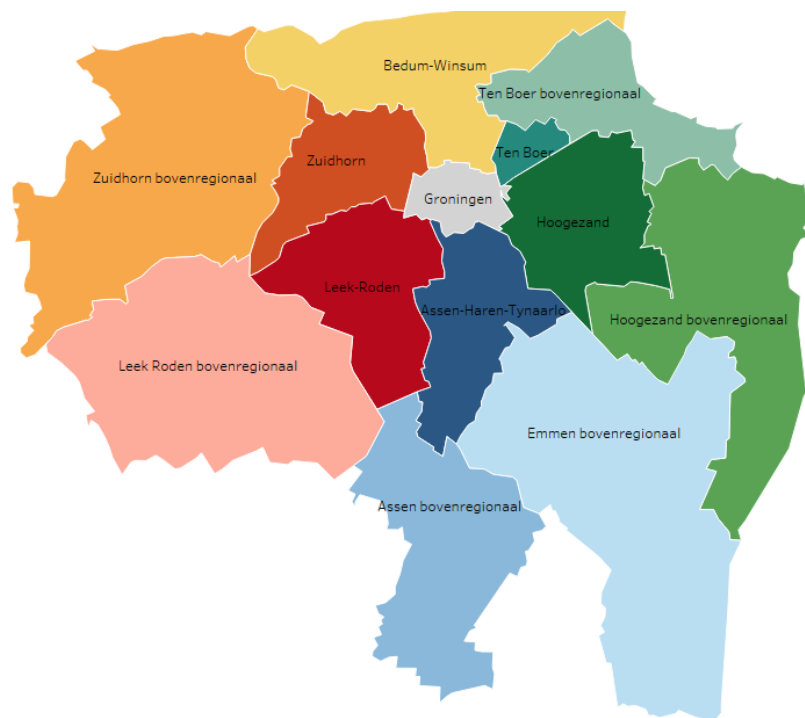 Bedum-Winsum
Ten Boer bovenregionaal
Ten Boer
Zuidhorn
Zuidhorn bovenregionaal
Groningen
Hoogezand
Leek-Roden
Assen-Haren-Tynaarlo
Hoogezand bovenregionaal
Leek Roden bovenregionaal
Emmen bovenregionaal
Assen bovenregionaal